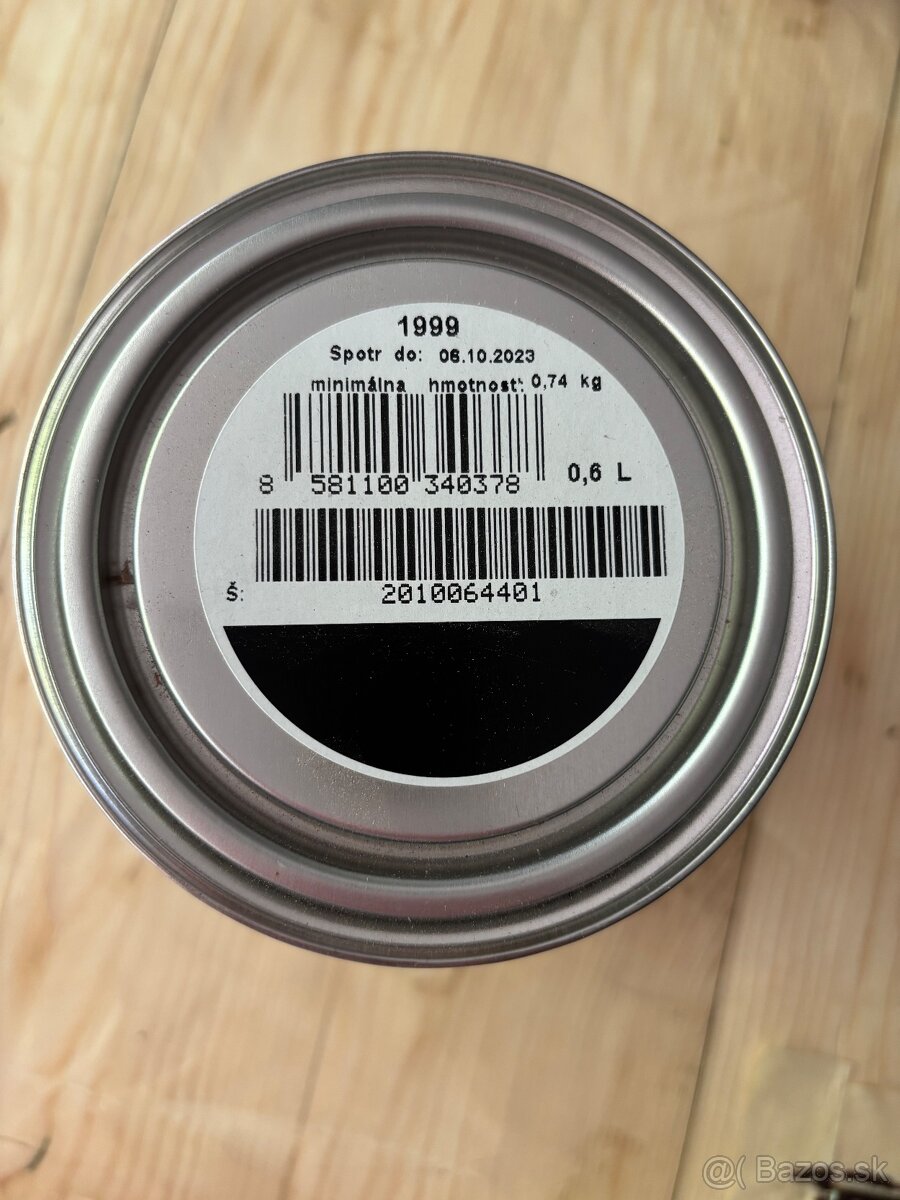 1999
Spotr do: 06.10.2023
minimálna hmotnosť: 0,74 kg
8 581100 340378
0,6 L
Š: 2010064401
@( Bazos.sk